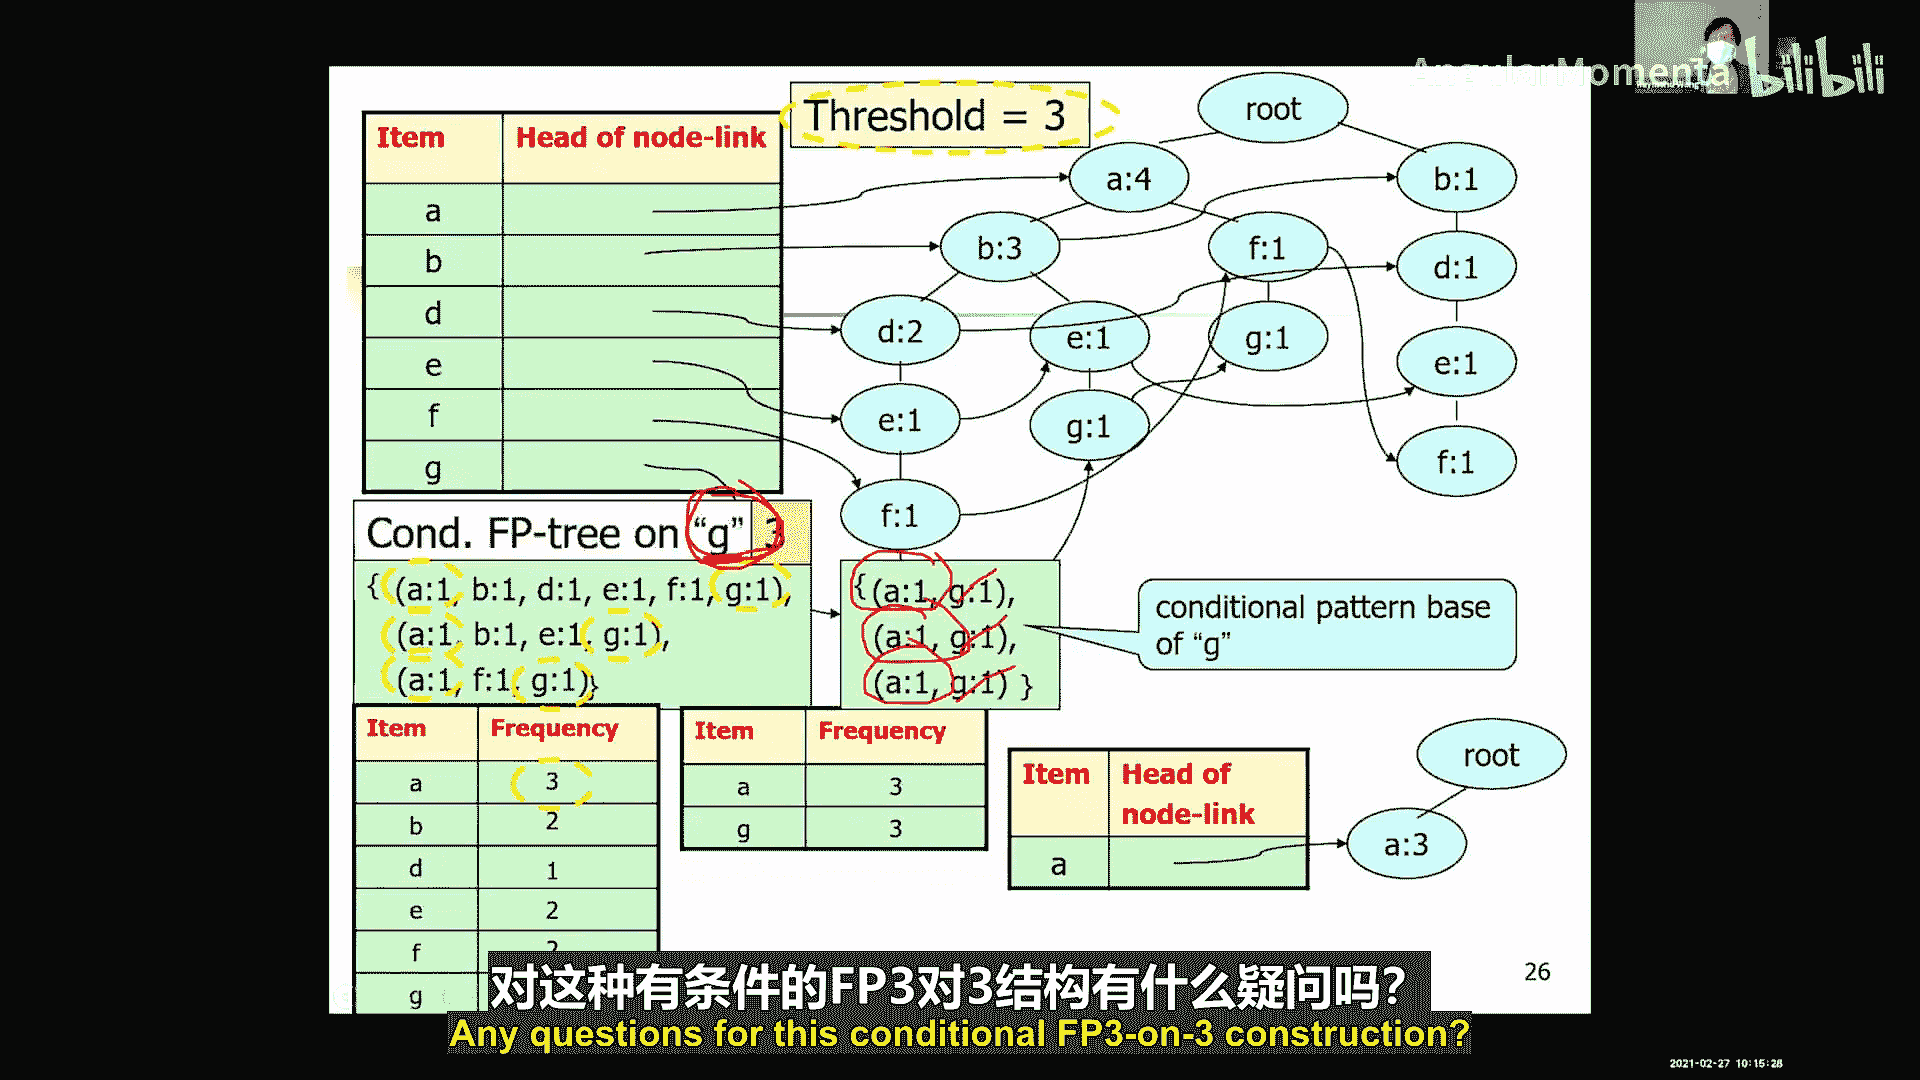 AngularMomenta bilibili
Threshold = 3
Item Head of node-link
a
b
d
e
f
g
root
a:4
b:1
b:3
f:1
d:1
d:2
e:1
g:1
e:1
e:1
g:1
f:1
f:1
Cond. FP-tree on “g” 3
{ (a:1, b:1, d:1, e:1, f:1, g:1),
(a:1, b:1, e:1, g:1),
(a:1, f:1, g:1)}
{ (a:1, g:1),
(a:1, g:1),
(a:1, g:1) }
conditional pattern base
of “g”
Item Frequency
a 3
b 2
d 1
e 2
f 2
g
Item Frequency
a 3
g 3
Item Head of
node-link
a
root
a:3
26
对这种有条件的FP3对3结构有什么疑问吗？
Any questions for this conditional FP3-on-3 construction?
2021-02-27 10:15:28